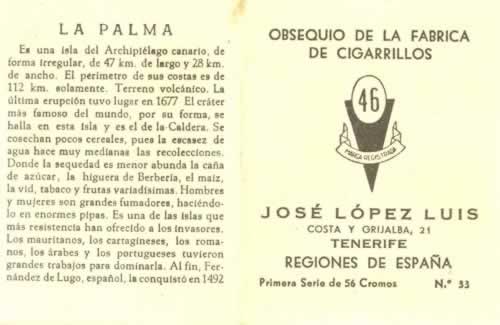 LA PALMA
Es una isla del Archipiélago canario, de
forma irregular, de 47 km. de largo y 28 km.
de ancho. El perímetro de sus costas es de
112 km. solamente. Terreno volcánico. La
última erupción tuvo lugar en 1677 El cráter
más famoso del mundo, por su forma, se
halla en esta isla y es el de la Caldera. Se
cosechan pocos cereales, pues la escasez de
agua hace muy medianas las recolecciones.
Donde la sequedad es menor abunda la caña
de azúcar, la higuera de Berbería, el maíz,
la vid, tabaco y frutas variadísimas. Hombres
y mujeres son grandes fumadores, haciéndo-
lo en enormes pipas. Es una de las islas que
más resistencia han ofrecido a los invasores.
Los mauritanos, los cartagineses, los roma-
nos, los árabes y los portugueses tuvieron
grandes trabajos para dominarla. Al fin, Fer-
nández de Lugo, español, la conquistó en 1492
OBSEQUIO DE LA FABRICA
DE CIGARRILLOS
46
MARCA REGISTRADA
JOSÉ LÓPEZ LUIS
COSTA Y GRIJALBA, 21
TENERIFE
REGIONES DE ESPAÑA
Primera Serie de 56 Cromos N.º 33